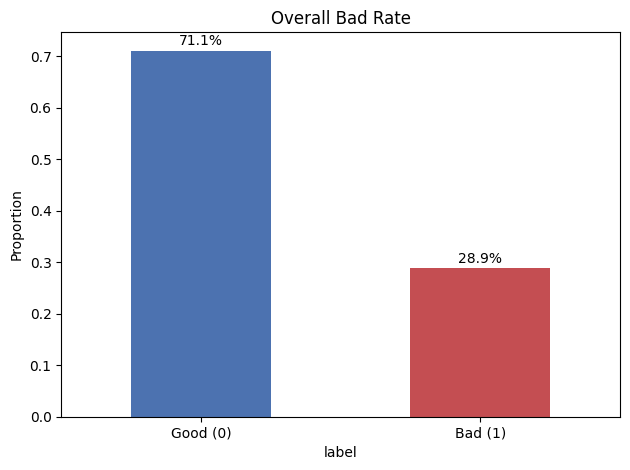 Overall Bad Rate
71.1%
28.9%
Proportion
0.7
0.6
0.5
0.4
0.3
0.2
0.1
0.0
Good (0)
Bad (1)
label